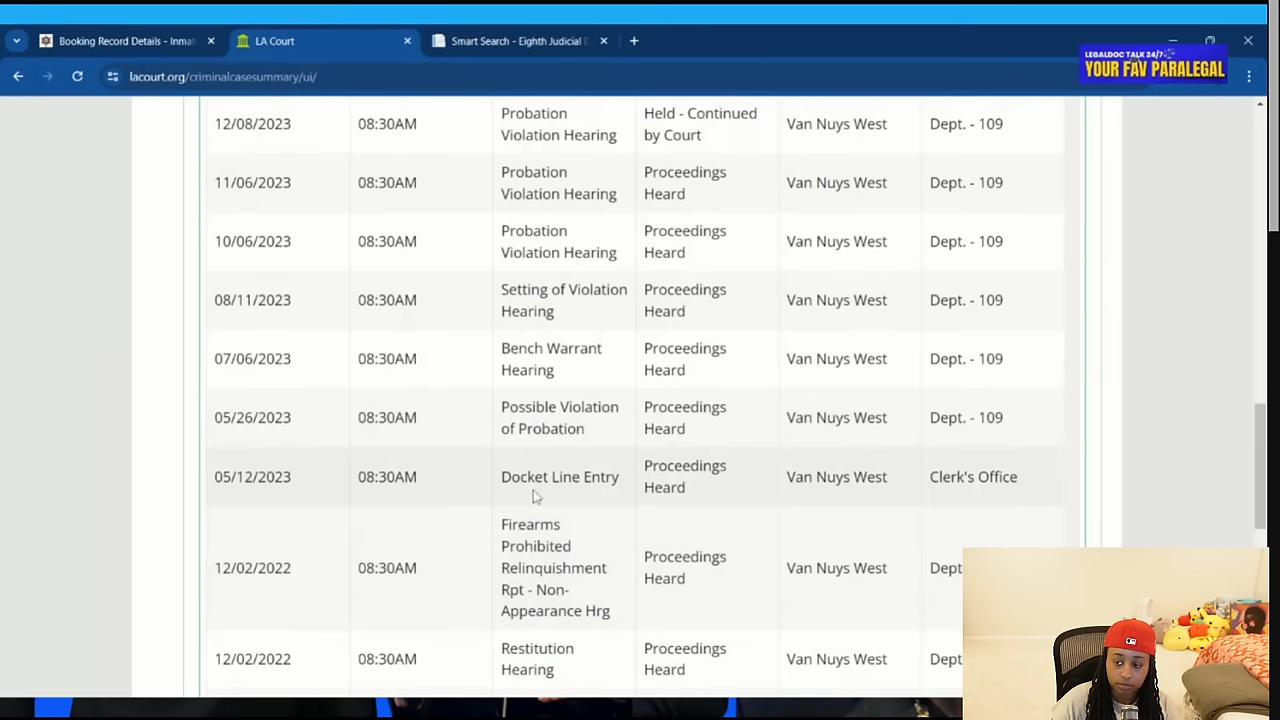 Booking Record Details - Inmat
LA Court
Smart Search - Eighth Judicial
LEGALDOC TALK 24/7
YOUR FAV PARALEGAL
lacourt.org/criminalcasesummary/ui/
12/08/2023 08:30AM Probation Violation Hearing Held - Continued by Court Van Nuys West Dept. - 109
11/06/2023 08:30AM Probation Violation Hearing Proceedings Heard Van Nuys West Dept. - 109
10/06/2023 08:30AM Probation Violation Hearing Proceedings Heard Van Nuys West Dept. - 109
08/11/2023 08:30AM Setting of Violation Hearing Proceedings Heard Van Nuys West Dept. - 109
07/06/2023 08:30AM Bench Warrant Hearing Proceedings Heard Van Nuys West Dept. - 109
05/26/2023 08:30AM Possible Violation of Probation Proceedings Heard Van Nuys West Dept. - 109
05/12/2023 08:30AM Docket Line Entry Proceedings Heard Van Nuys West Clerk's Office
12/02/2022 08:30AM Firearms Prohibited Relinquishment Rpt - Non-Appearance Hrg Proceedings Heard Van Nuys West Dept
12/02/2022 08:30AM Restitution Hearing Proceedings Heard Van Nuys West Dept